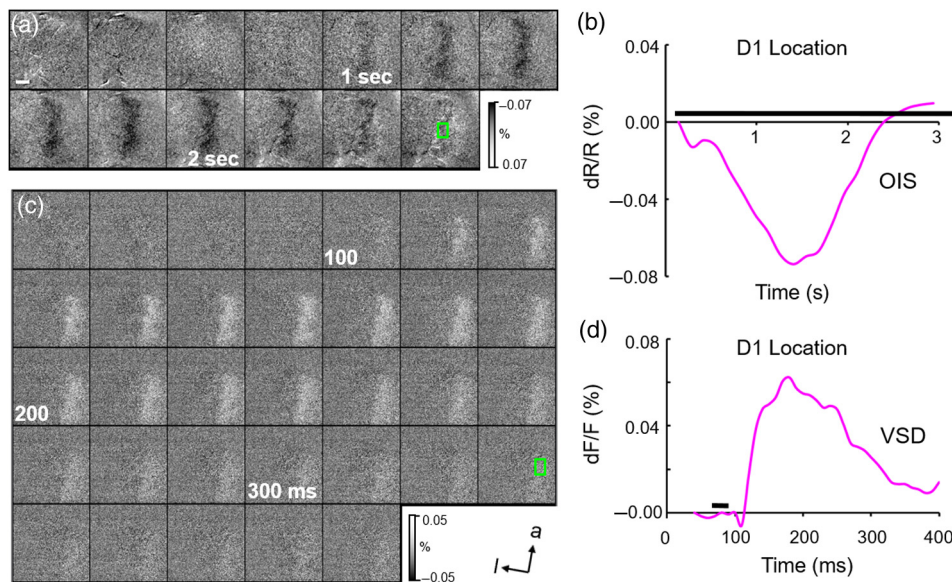 (a)
1 sec
2 sec
−0.07
%
0.07
(b)
D1 Location
0.04
0.00
−0.04
−0.08
dR/R (%)
1
2
3
OIS
Time (s)
(c)
100
200
300 ms
0.05
%
−0.05
a
l
(d)
D1 Location
0.08
0.04
−0.00
dF/F (%)
VSD
0
100
200
300
400
Time (ms)